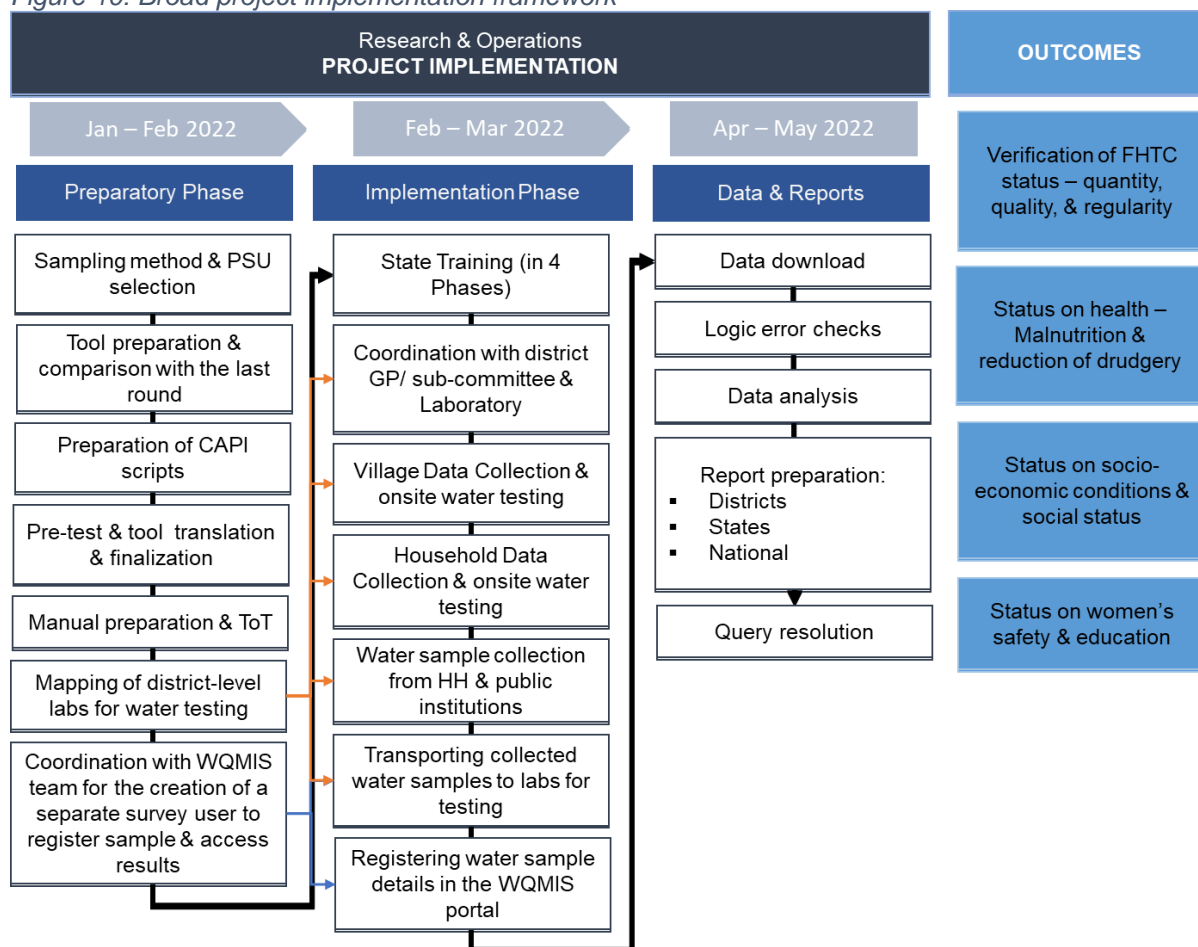 Figure 10: Broad project implementation framework
Research & Operations
PROJECT IMPLEMENTATION
Jan – Feb 2022
Preparatory Phase
Sampling method & PSU
selection
Tool preparation &
comparison with the last
round
Preparation of CAPI
scripts
Pre-test & tool translation
& finalization
Manual preparation & ToT
Mapping of district-level
labs for water testing
Coordination with WQMIS
team for the creation of a
separate survey user to
register sample & access
results
Feb – Mar 2022
Implementation Phase
State Training (in 4
Phases)
Coordination with district
GP/ sub-committee &
Laboratory
Village Data Collection &
onsite water testing
Household Data
Collection & onsite water
testing
Water sample collection
from HH & public
institutions
Transporting collected
water samples to labs for
testing
Registering water sample
details in the WQMIS
portal
Apr – May 2022
Data & Reports
Data download
Logic error checks
Data analysis
Report preparation:
▪ Districts
▪ States
▪ National
Query resolution
OUTCOMES
Verification of FHTC
status – quantity,
quality, & regularity
Status on health –
Malnutrition &
reduction of drudgery
Status on socio-
economic conditions &
social status
Status on women's
safety & education